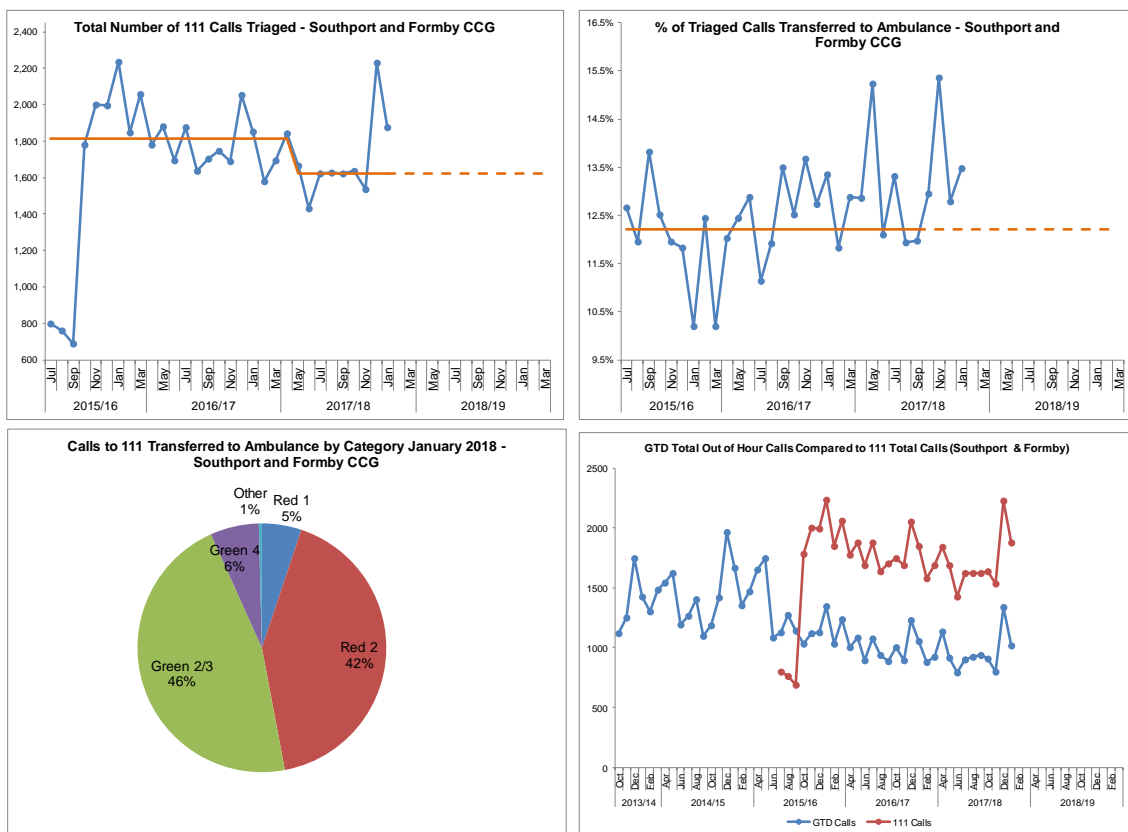 Total Number of 111 Calls Triaged - Southport and Formby CCG
2,400
2,200
2,000
1,800
1,600
1,400
1,200
1,000
800
600
Jul Sep Nov Jan Mar May Jul Sep Nov Jan Mar May Jul Sep Nov Jan Mar May Jul Sep Nov Jan Mar
2015/16 2016/17 2017/18 2018/19
% of Triaged Calls Transferred to Ambulance - Southport and
Formby CCG
16.5%
15.5%
14.5%
13.5%
12.5%
11.5%
10.5%
9.5%
Jul Sep Nov Jan Mar May Jul Sep Nov Jan Mar May Jul Sep Nov Jan Mar May Jul Sep Nov Jan Mar
2015/16 2016/17 2017/18 2018/19
Calls to 111 Transferred to Ambulance by Category January 2018 -
Southport and Formby CCG
Other
1%
Red 1
5%
Green 4
6%
Red 2
42%
Green 2/3
46%
GTD Total Out of Hour Calls Compared to 111 Total Calls (Southport & Formby)
2500
2000
1500
1000
500
0
Oct Dec Feb Apr Jun Aug Oct Dec Feb Apr Jun Aug Oct Dec Feb Apr Jun Aug Oct Dec Feb Apr Jun Aug Oct Dec Feb Apr Jun Aug Oct Dec Feb
2013/14 2014/15 2015/16 2016/17 2017/18 2018/19
GTD Calls 111 Calls